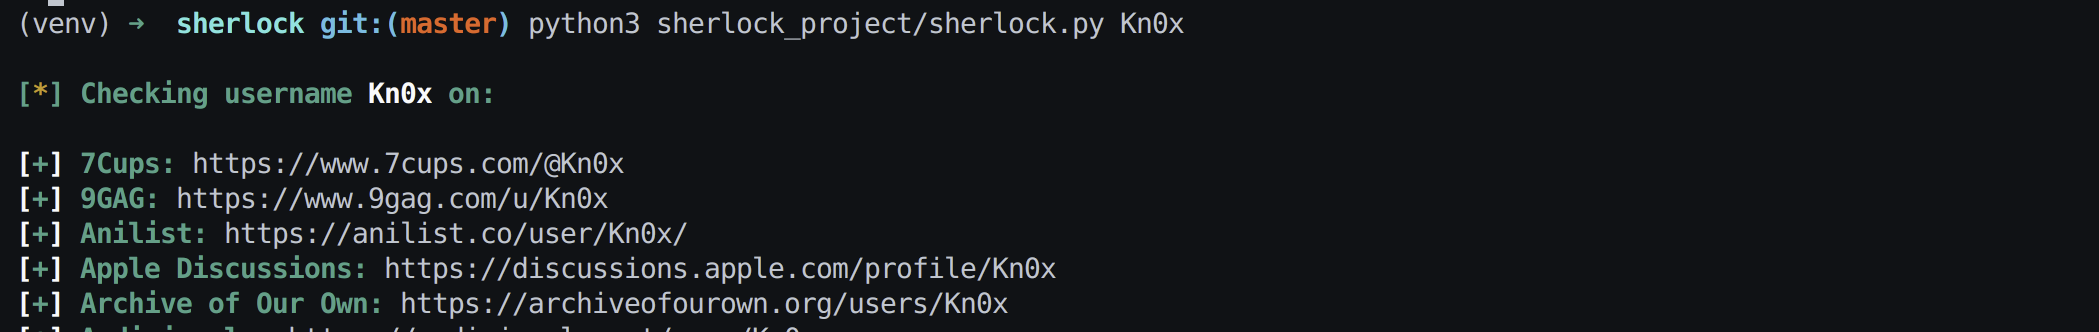 (venv) ➜  sherlock git:(master) python3 sherlock_project/sherlock.py Kn0x
[*] Checking username Kn0x on:
[+] 7Cups: https://www.7cups.com/@Kn0x
[+] 9GAG: https://www.9gag.com/u/Kn0x
[+] Anilist: https://anilist.co/user/Kn0x/
[+] Apple Discussions: https://discussions.apple.com/profile/Kn0x
[+] Archive of Our Own: https://archiveofourown.org/users/Kn0x